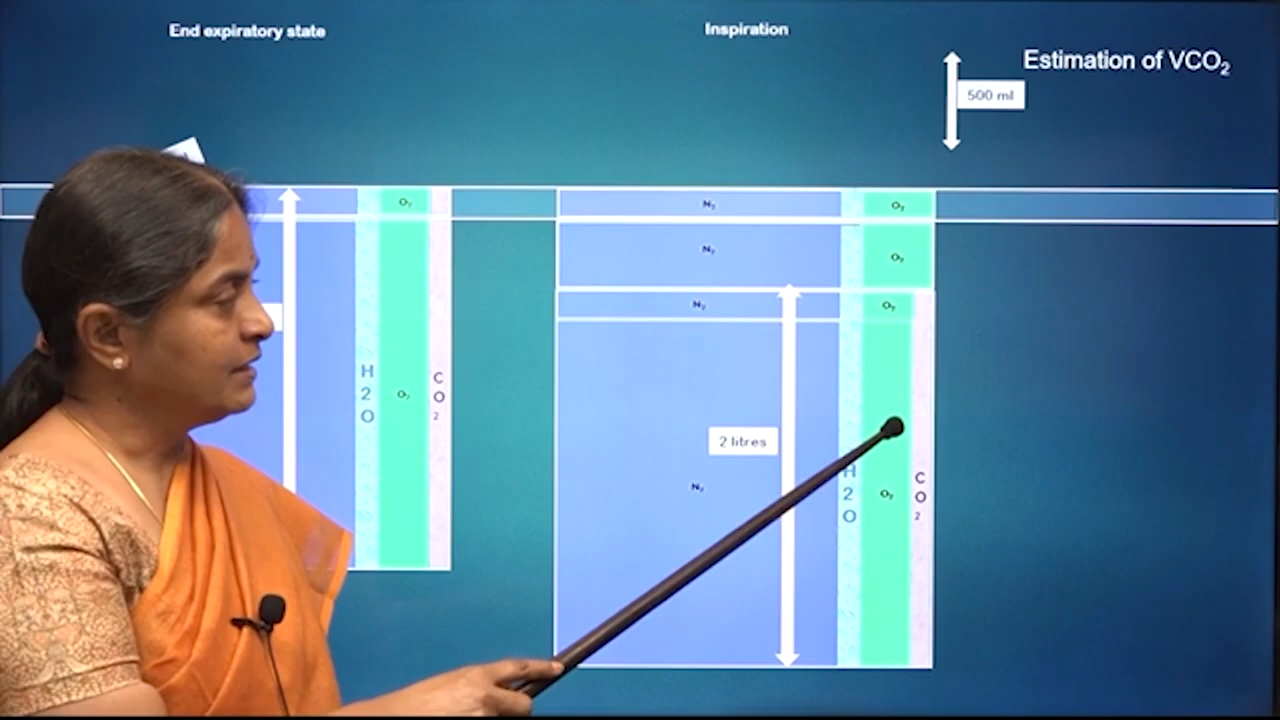 End expiratory state
Inspiration
Estimation of VCO₂
500 ml
O₂
N₂
O₂
N₂
O₂
N₂
O₂
H
2
O
O₂
C
O
2
2 litres
N₂
H
2
O
O₂
C
O
2